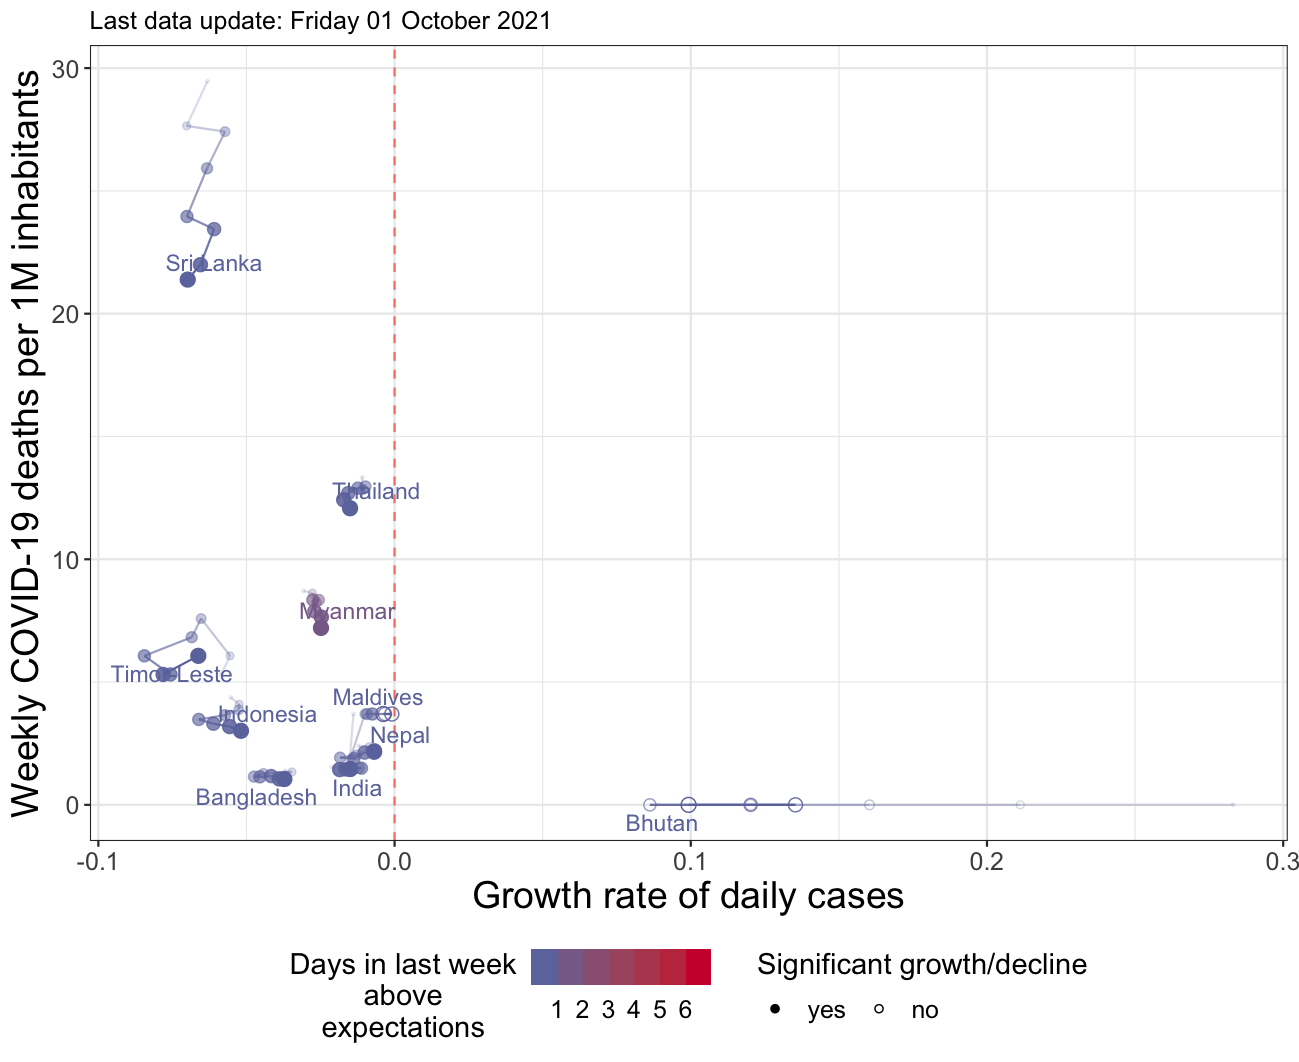 Last data update: Friday 01 October 2021
Weekly COVID-19 deaths per 1M inhabitants
30
20
10
0
Sri Lanka
Thailand
Myanmar
Timor-Leste
Maldives
Indonesia
Nepal
India
Bangladesh
Bhutan
-0.1
0.0
0.1
0.2
0.3
Growth rate of daily cases
Days in last week
above
expectations
1 2 3 4 5 6
Significant growth/decline
yes no